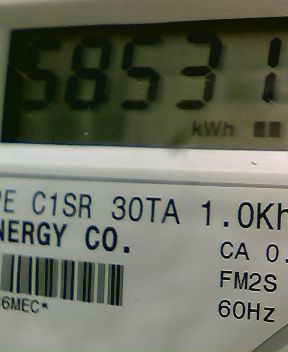 58531
kWh
PE C1SR 30TA 1.0Kh
NERGY CO.
CA 0.
FM2S
60Hz
6MEC*